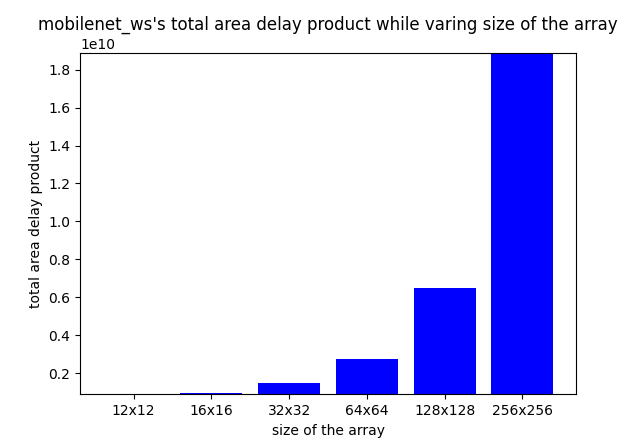 mobilenet_ws's total area delay product while varing size of the array
1e10
1.8
1.6
1.4
1.2
1.0
0.8
0.6
0.4
0.2
total area delay product
12x12 16x16 32x32 64x64 128x128 256x256
size of the array